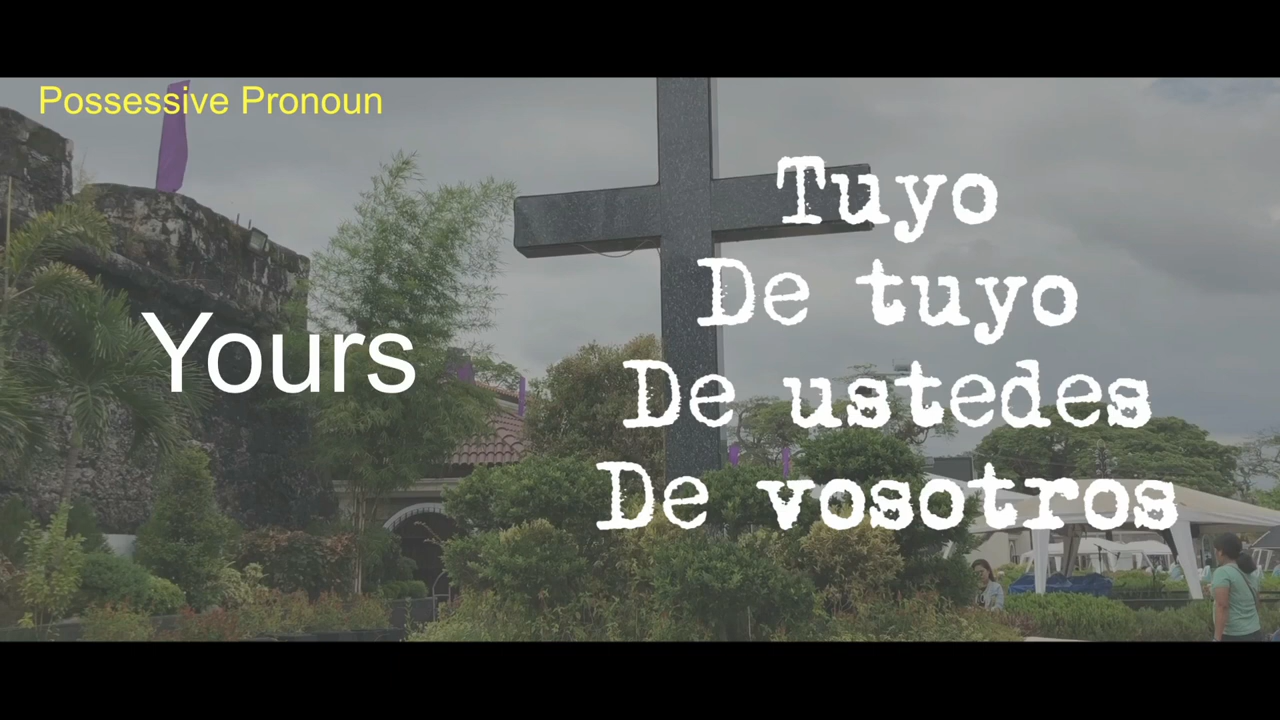 Possessive Pronoun
Yours
Tuyo
De tuyo
De ustedes
De vosotros